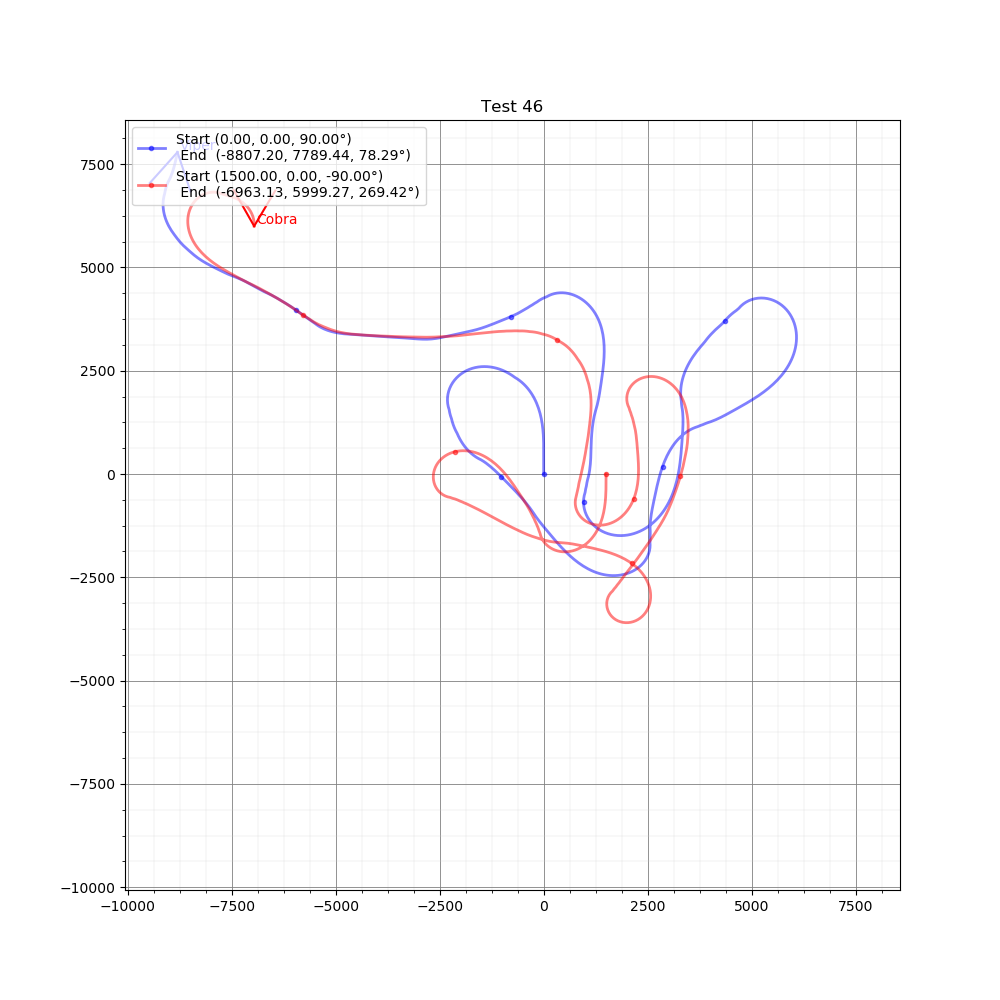 Test 46
Start (0.00, 0.00, 90.00°)
End  (-8807.20, 7789.44, 78.29°)
Start (1500.00, 0.00, -90.00°)
End  (-6963.13, 5999.27, 269.42°)
Viper
Cobra
7500
5000
2500
0
−2500
−5000
−7500
−10000
−10000 −7500 −5000 −2500 0 2500 5000 7500